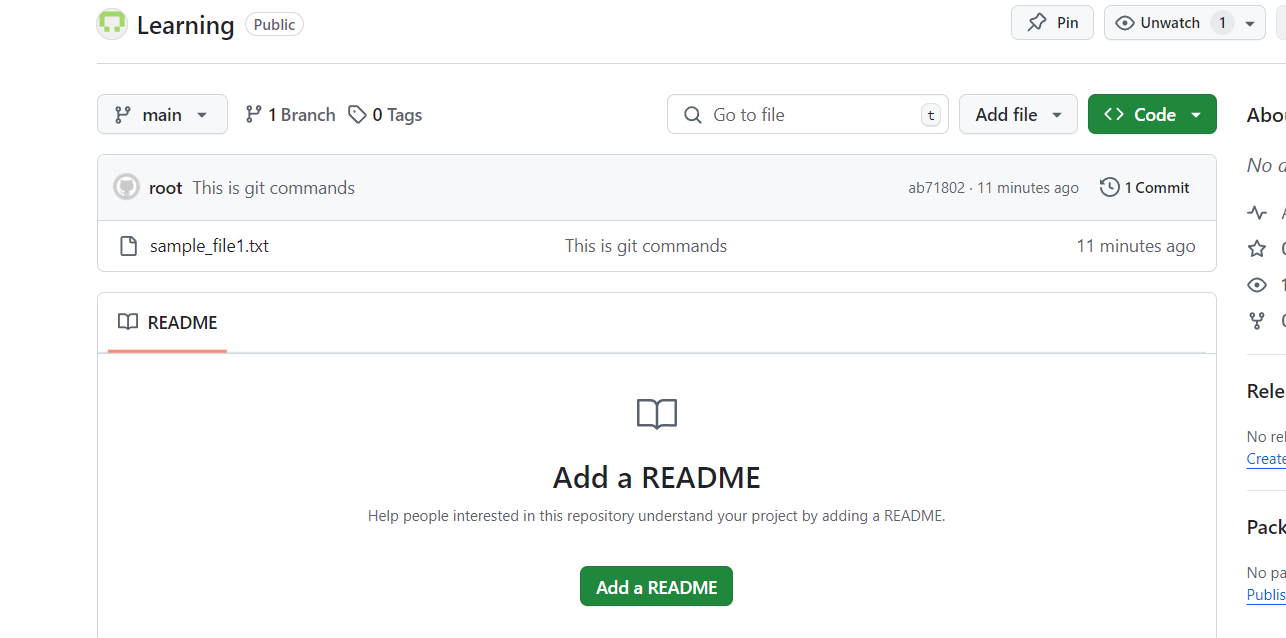 Learning Public Pin Unwatch 1
main 1 Branch 0 Tags Go to file t Add file Code
root This is git commands ab71802 · 11 minutes ago 1 Commit
sample_file1.txt This is git commands 11 minutes ago
README
Add a README
Help people interested in this repository understand your project by adding a README.
Add a README
Abou
No
1
Rele
No rel
Create
Pack
No pa
Publis